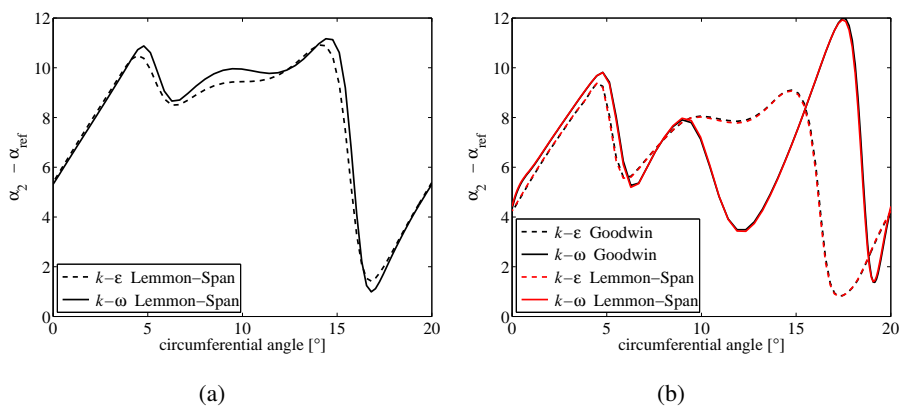 12
10
8
6
4
2
0
α₂ − α_ref
k−ε Lemmon−Span
k−ω Lemmon−Span
0 5 10 15 20
circumferential angle [°]
(a)
12
10
8
6
4
2
0
α₂ − α_ref
k−ε Goodwin
k−ω Goodwin
k−ε Lemmon−Span
k−ω Lemmon−Span
0 5 10 15 20
circumferential angle [°]
(b)